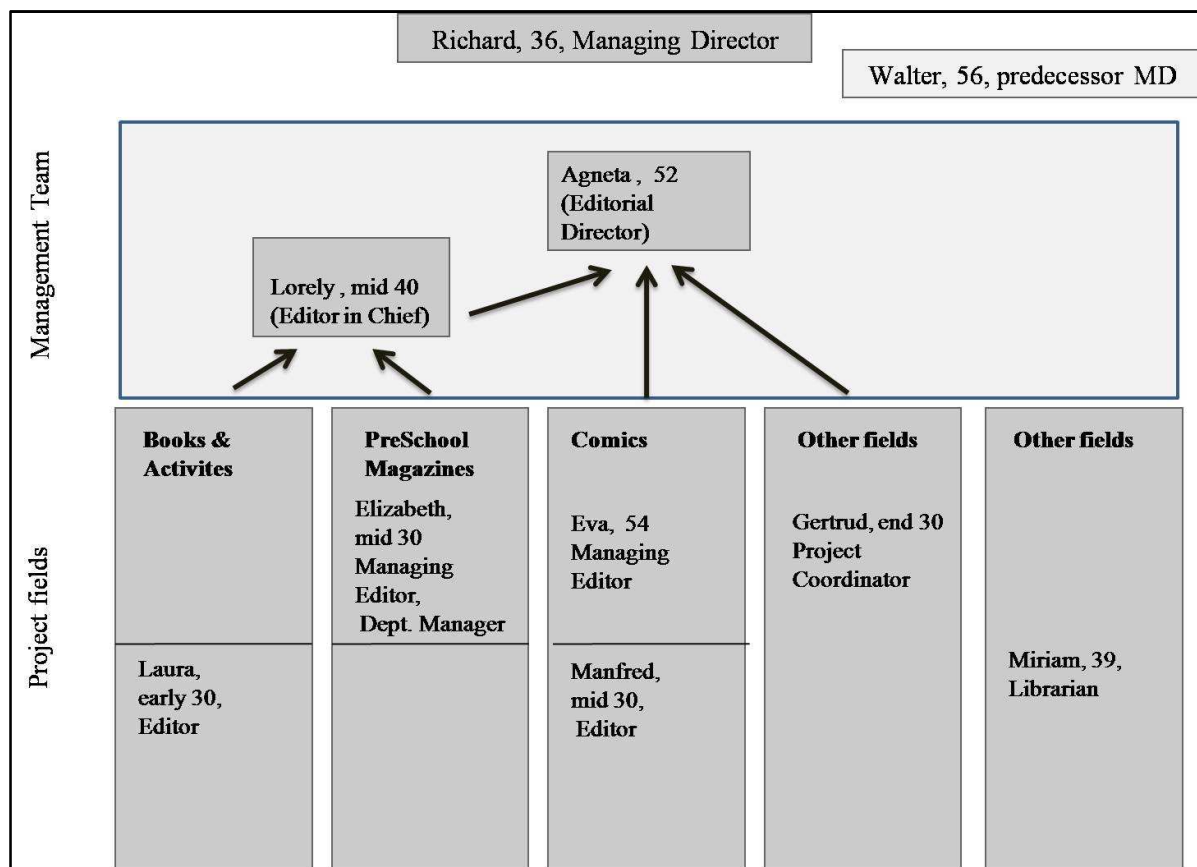 Richard, 36, Managing Director
Walter, 56, predecessor MD
Management Team
Agneta , 52
(Editorial
Director)
Lorely , mid 40
(Editor in Chief)
Project fields
Books &
Activites
Laura,
early 30,
Editor
PreSchool
Magazines
Elizabeth,
mid 30
Managing
Editor,
Dept. Manager
Comics
Eva, 54
Managing
Editor
Manfred,
mid 30,
Editor
Other fields
Gertrud, end 30
Project
Coordinator
Other fields
Miriam, 39,
Librarian